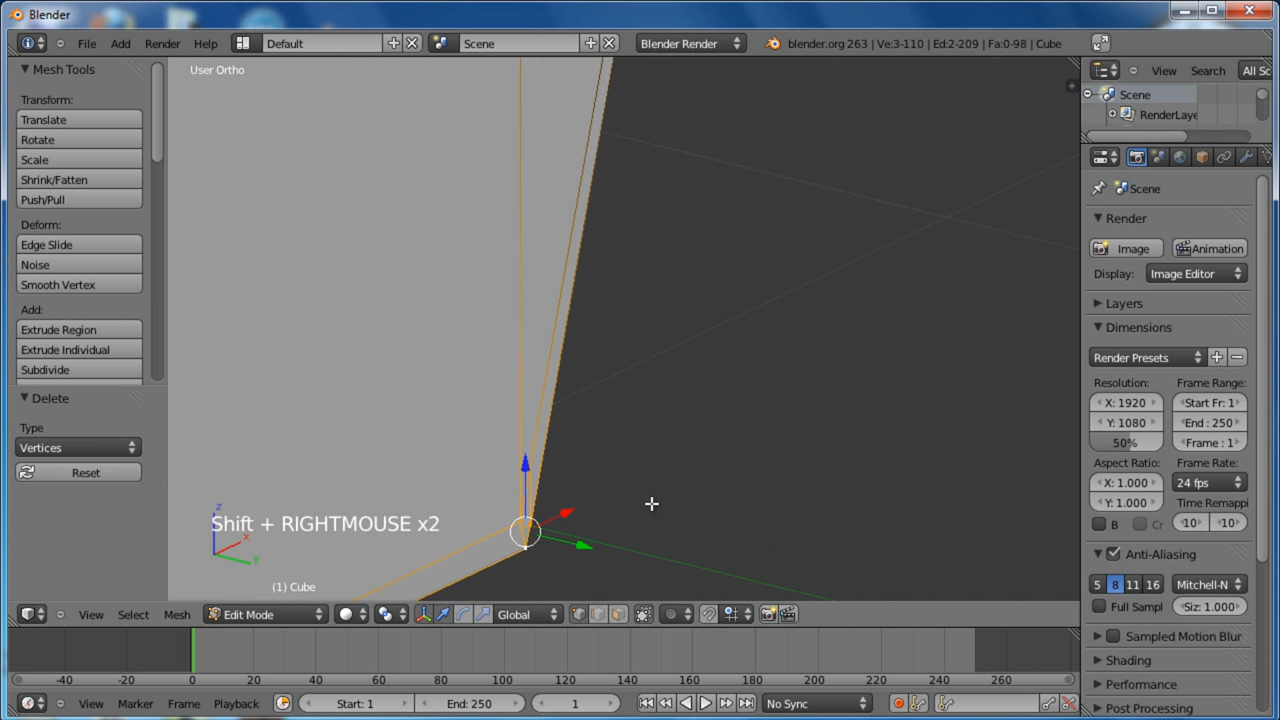 Blender
File Add Render Help Default Scene Blender Render blender.org 263 | Ve:3-110 | Ed:2-209 | Fa:0-98 | Cube
Mesh Tools
Transform:
Translate
Rotate
Scale
Shrink/Fatten
Push/Pull
Deform:
Edge Slide
Noise
Smooth Vertex
Add:
Extrude Region
Extrude Individual
Subdivide
Delete
Type
Vertices
Reset
User Ortho
z
x
y
Shift + RIGHTMOUSE x2
(1) Cube
View Select Mesh Edit Mode Global
-40 -20 0 20 40 60 80 100 120 140 160 180 200 220 240 260
View Marker Frame Playback Start: 1 End: 250 1 No Sync
View Search All Sc
Scene
RenderLaye
Scene
Render
Image Animation
Display: Image Editor
Layers
Dimensions
Render Presets
Resolution: Frame Range:
X: 1920 Start Fr: 1
Y: 1080 End : 250
50% Frame : 1
Aspect Ratio: Frame Rate:
X: 1.000 24 fps
Y: 1.000 Time Remappi
B Cr 10 10
Anti-Aliasing
5 8 11 16 Mitchell-N
Full Sampl Siz: 1.000
Sampled Motion Blur
Shading
Performance
Post Processing